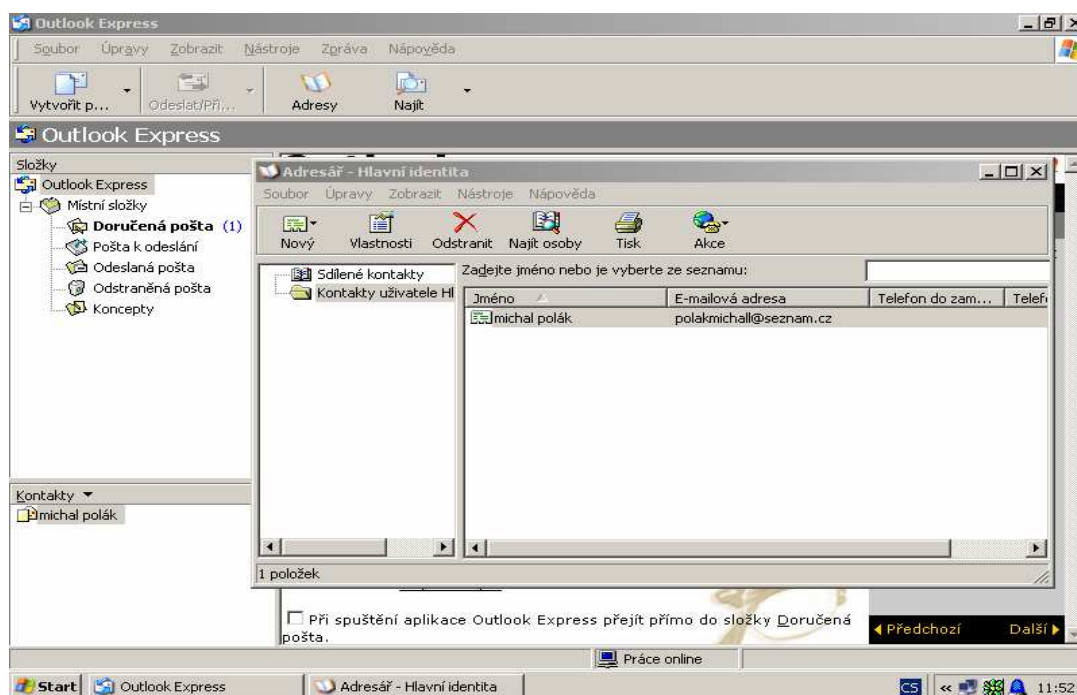 Outlook Express
Soubor Úpravy Zobrazit Nástroje Zpráva Nápověda
Vytvořit p... Odeslat/Při... Adresy Najít
Outlook Express
Složky
Outlook Express
Místní složky
Doručená pošta (1)
Pošta k odeslání
Odeslaná pošta
Odstraněná pošta
Koncepty
Kontakty
michal polák
Adresář - Hlavní identita
Soubor Úpravy Zobrazit Nástroje Nápověda
Nový Vlastnosti Odstranit Najít osoby Tisk Akce
Sdílené kontakty
Kontakty uživatele Hl
Zadejte jméno nebo je vyberte ze seznamu:
Jméno E-mailová adresa Telefon do zam... Telef
michal polák polakmichall@seznam.cz
1 položek
Při spuštění aplikace Outlook Express přejít přímo do složky Doručená
pošta.
Předchozí Další
Práce online
Start Outlook Express Adresář - Hlavní identita CS « 11:52